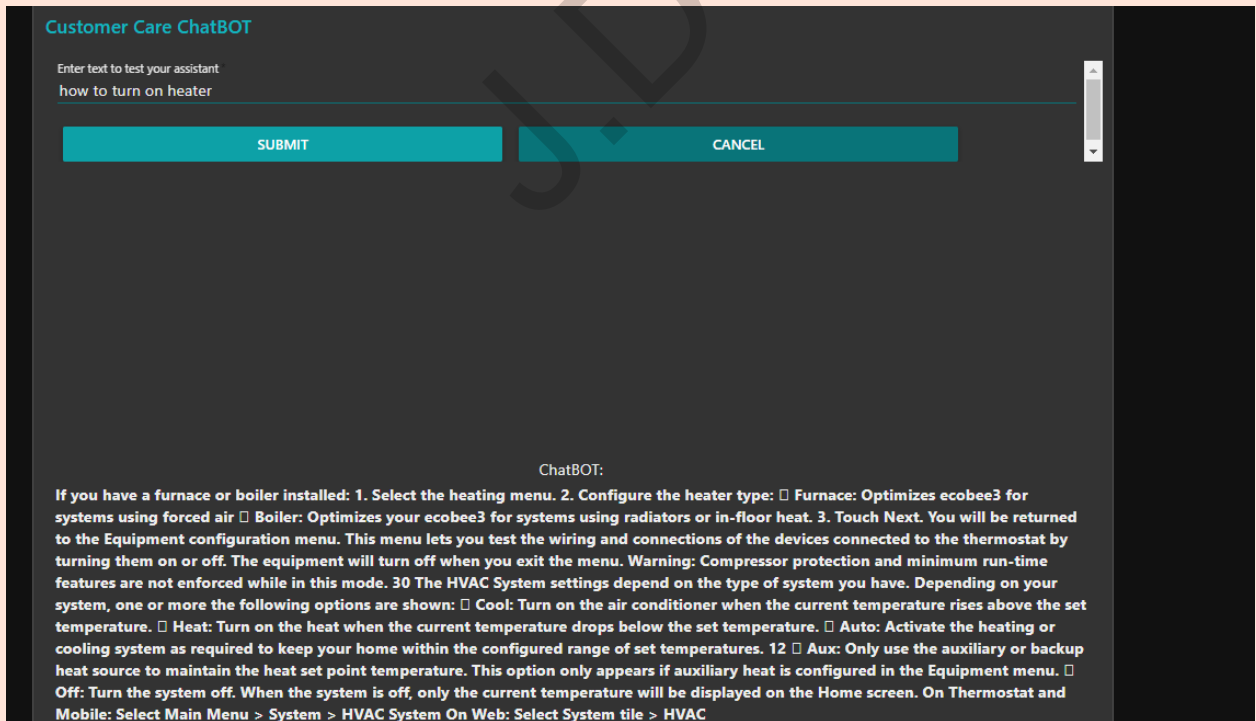 Customer Care ChatBOT
Enter text to test your assistant
how to turn on heater
SUBMIT
CANCEL
J.D
ChatBOT:
If you have a furnace or boiler installed: 1. Select the heating menu. 2. Configure the heater type: □ Furnace: Optimizes ecobee3 for
systems using forced air □ Boiler: Optimizes your ecobee3 for systems using radiators or in-floor heat. 3. Touch Next. You will be returned
to the Equipment configuration menu. This menu lets you test the wiring and connections of the devices connected to the thermostat by
turning them on or off. The equipment will turn off when you exit the menu. Warning: Compressor protection and minimum run-time
features are not enforced while in this mode. 30 The HVAC System settings depend on the type of system you have. Depending on your
system, one or more the following options are shown: □ Cool: Turn on the air conditioner when the current temperature rises above the set
temperature. □ Heat: Turn on the heat when the current temperature drops below the set temperature. □ Auto: Activate the heating or
cooling system as required to keep your home within the configured range of set temperatures. 12 □ Aux: Only use the auxiliary or backup
heat source to maintain the heat set point temperature. This option only appears if auxiliary heat is configured in the Equipment menu. □
Off: Turn the system off. When the system is off, only the current temperature will be displayed on the Home screen. On Thermostat and
Mobile: Select Main Menu > System > HVAC System On Web: Select System tile > HVAC